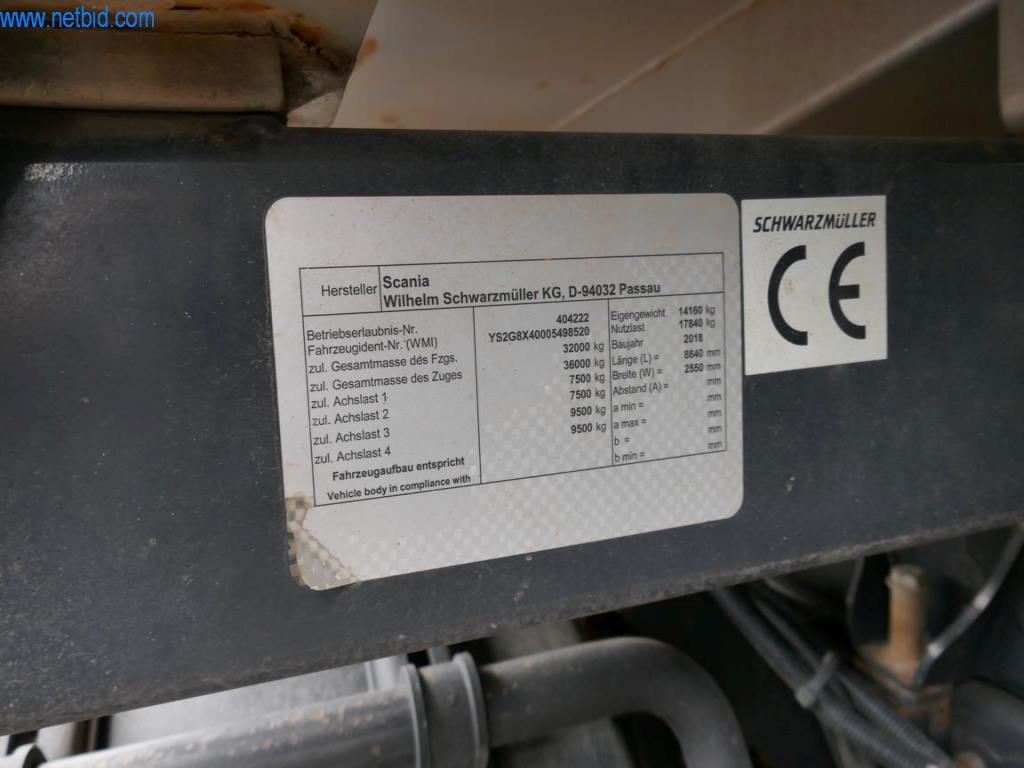 www.netbid.com
Hersteller Scania
Wilhelm Schwarzmüller KG, D-94032 Passau
Betriebserlaubnis-Nr. 404222
Fahrzeugident-Nr. (WMI) YS2G8X40005498520
zul. Gesamtmasse des Fzgs. 32000 kg
zul. Gesamtmasse des Zuges 36000 kg
zul. Achslast 1 7500 kg
zul. Achslast 2 7500 kg
zul. Achslast 3 9500 kg
zul. Achslast 4 9500 kg
Fahrzeugaufbau entspricht
Vehicle body in compliance with
Eigengewicht 14160 kg
Nutzlast 17840 kg
Baujahr 2018
Länge (L) = 8640 mm
Breite (W) = 2550 mm
Abstand (A) = mm
a min = mm
a max = mm
b = mm
b min = mm
SCHWARZMÜLLER
CE